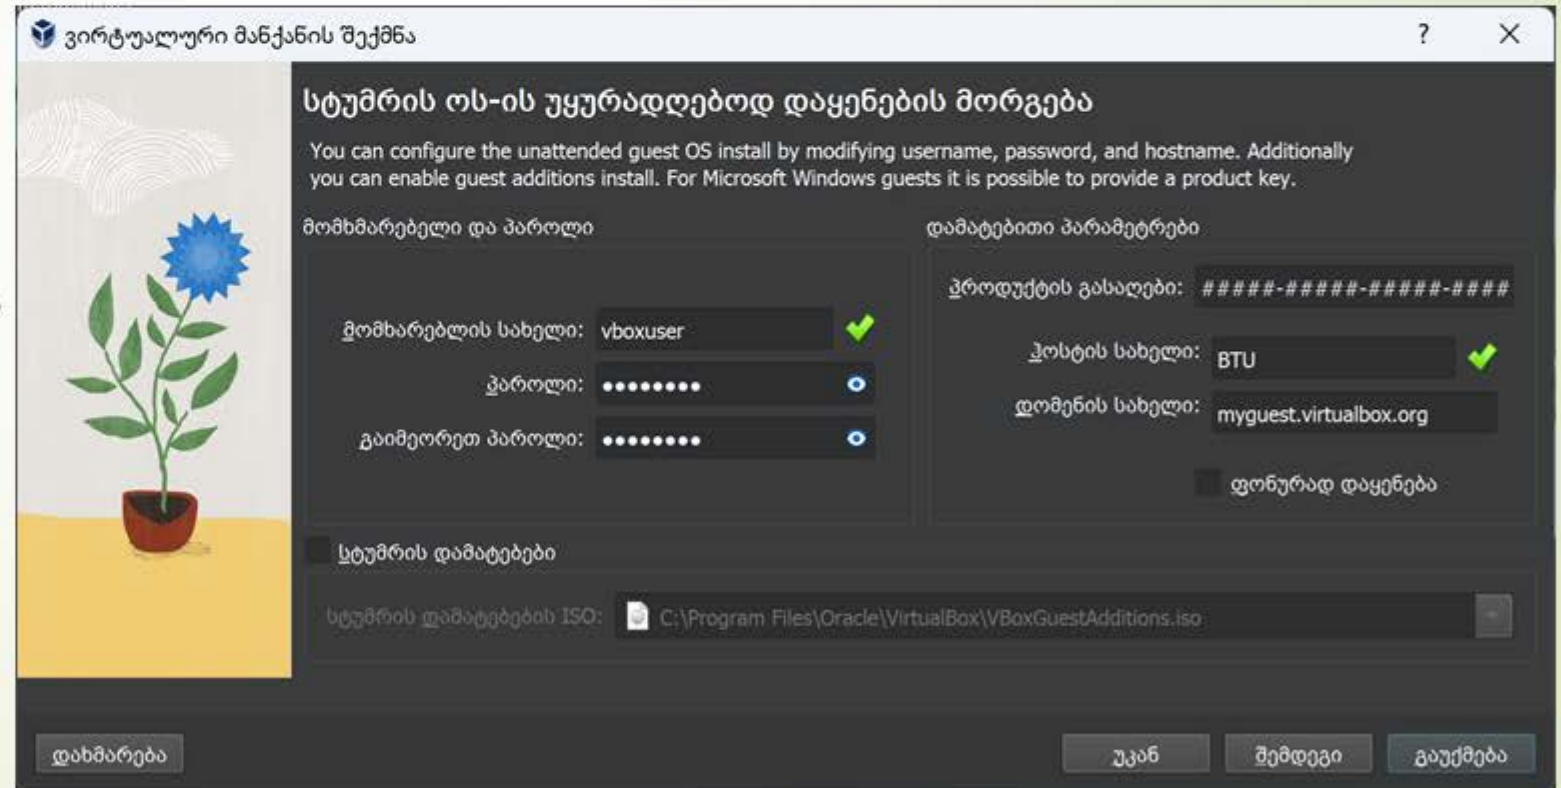 ვირტუალური მანქანის შექმნა
?
სტუმრის ოს-ის უყურადღებოდ დაყენების მორგება
You can configure the unattended guest OS install by modifying username, password, and hostname. Additionally
you can enable guest additions install. For Microsoft Windows guests it is possible to provide a product key.
მომხმარებელი და პაროლი
მომხარებლის სახელი: vboxuser
პაროლი: ••••••••
გაიმეორეთ პაროლი: ••••••••
დამატებითი პარამეტრები
პროდუქტის გასაღები: #####-#####-#####-####
ჰოსტის სახელი: BTU
დომენის სახელი: myguest.virtualbox.org
ფონურად დაყენება
სტუმრის დამატებები
სტუმრის დამატებების ISO: C:\Program Files\Oracle\VirtualBox\VBoxGuestAdditions.iso
დახმარება
უკან
შემდეგი
გაუქმება